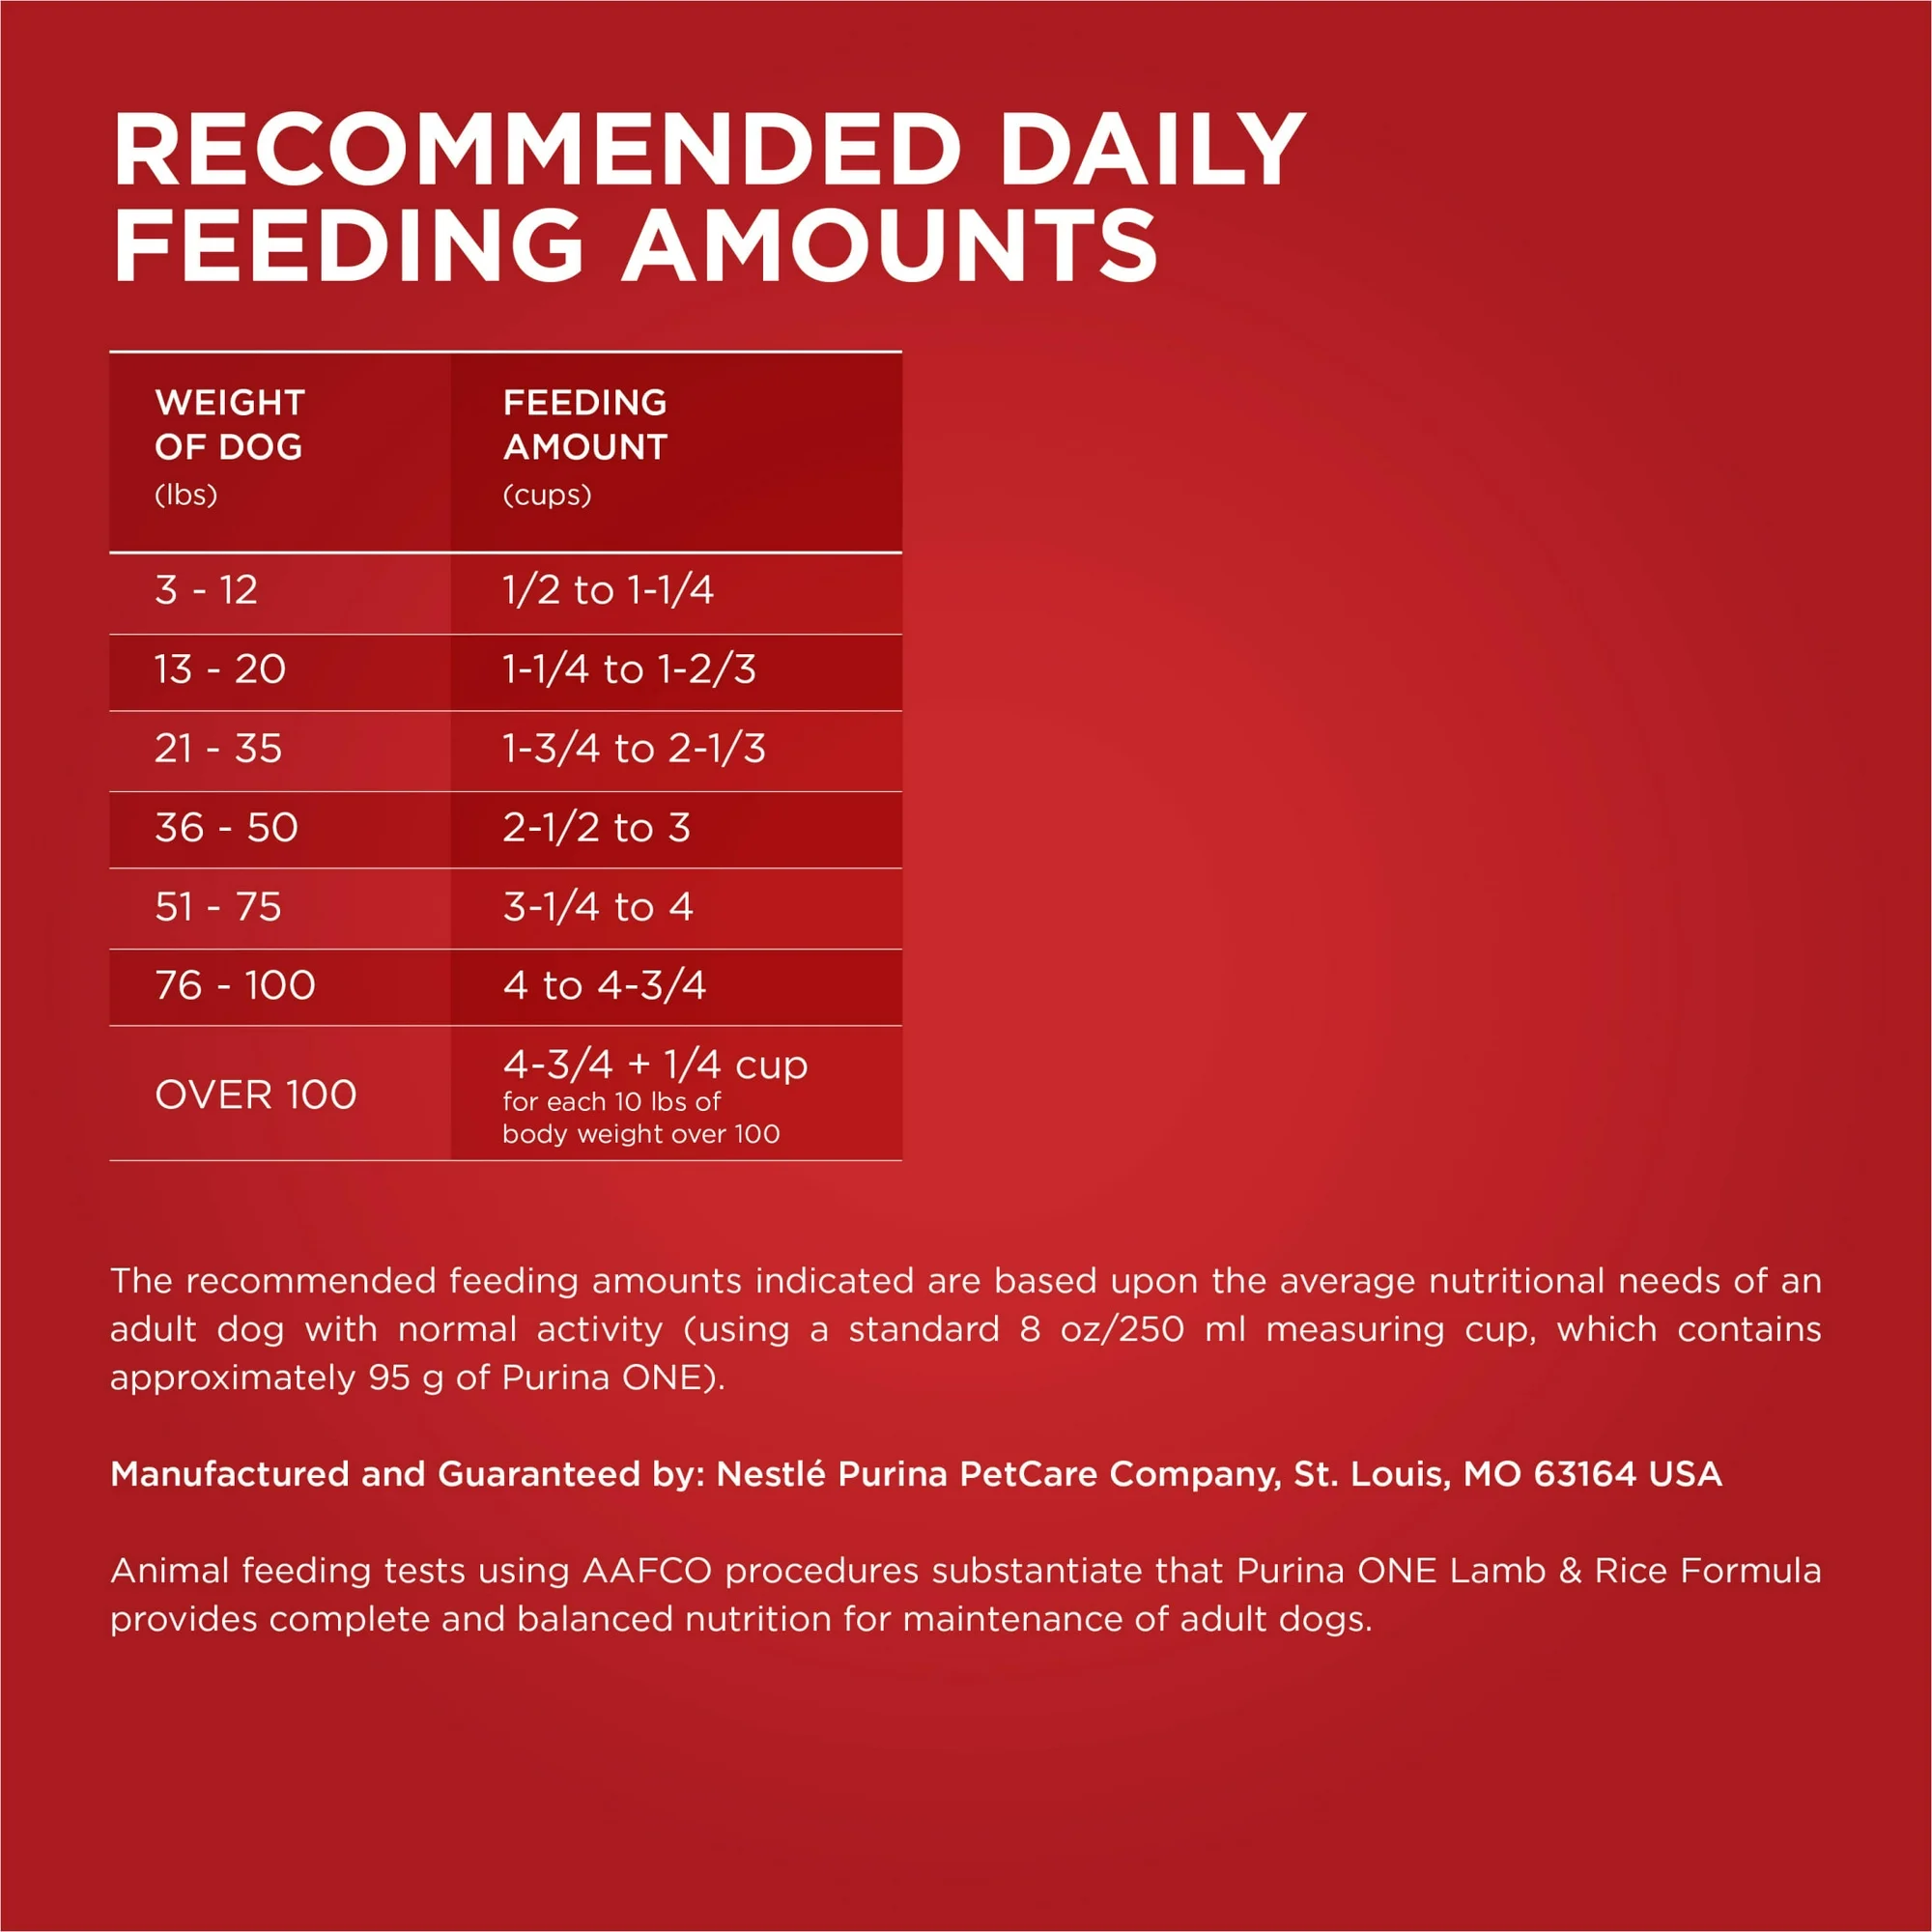 RECOMMENDED DAILY
FEEDING AMOUNTS
WEIGHT
OF DOG
(lbs)
FEEDING
AMOUNT
(cups)
3 - 12 1/2 to 1-1/4
13 - 20 1-1/4 to 1-2/3
21 - 35 1-3/4 to 2-1/3
36 - 50 2-1/2 to 3
51 - 75 3-1/4 to 4
76 - 100 4 to 4-3/4
OVER 100
4-3/4 + 1/4 cup
for each 10 lbs of
body weight over 100
The recommended feeding amounts indicated are based upon the average nutritional needs of an
adult dog with normal activity (using a standard 8 oz/250 ml measuring cup, which contains
approximately 95 g of Purina ONE).
Manufactured and Guaranteed by: Nestlé Purina PetCare Company, St. Louis, MO 63164 USA
Animal feeding tests using AAFCO procedures substantiate that Purina ONE Lamb & Rice Formula
provides complete and balanced nutrition for maintenance of adult dogs.